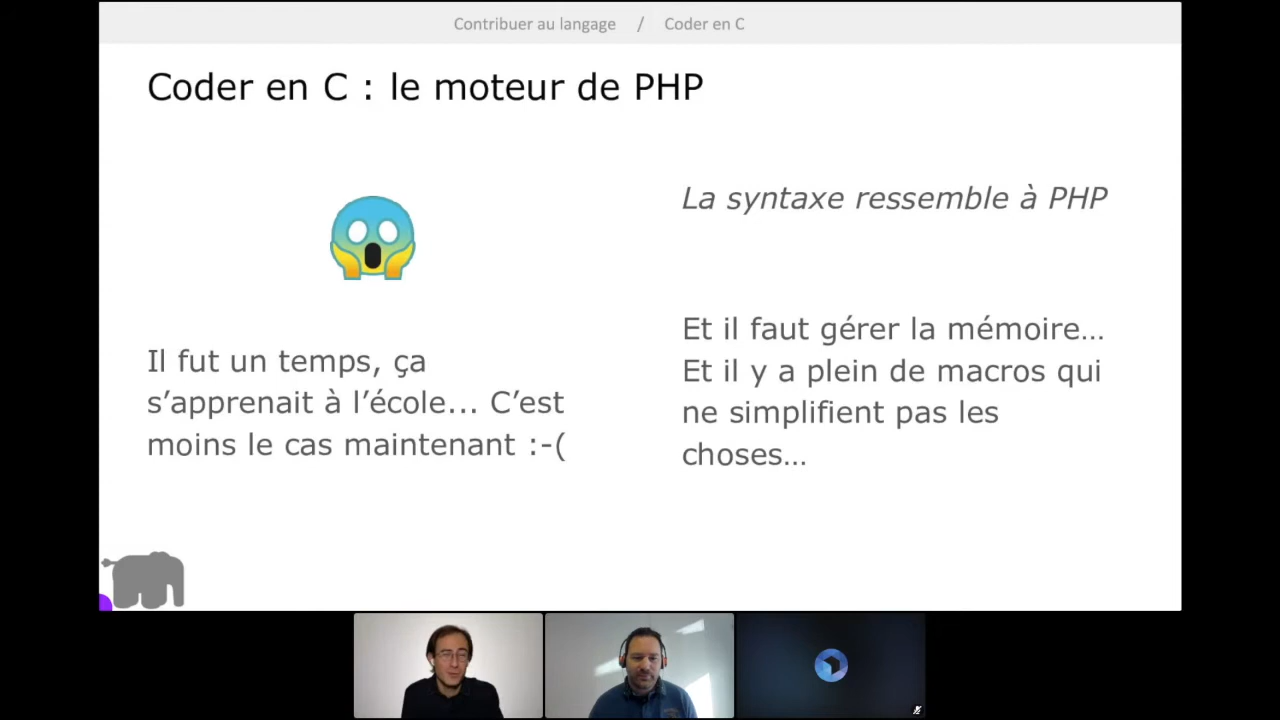 Contribuer au langage / Coder en C
Coder en C : le moteur de PHP
Il fut un temps, ça
s’apprenait à l’école... C’est
moins le cas maintenant :-(
La syntaxe ressemble à PHP
Et il faut gérer la mémoire…
Et il y a plein de macros qui
ne simplifient pas les
choses…